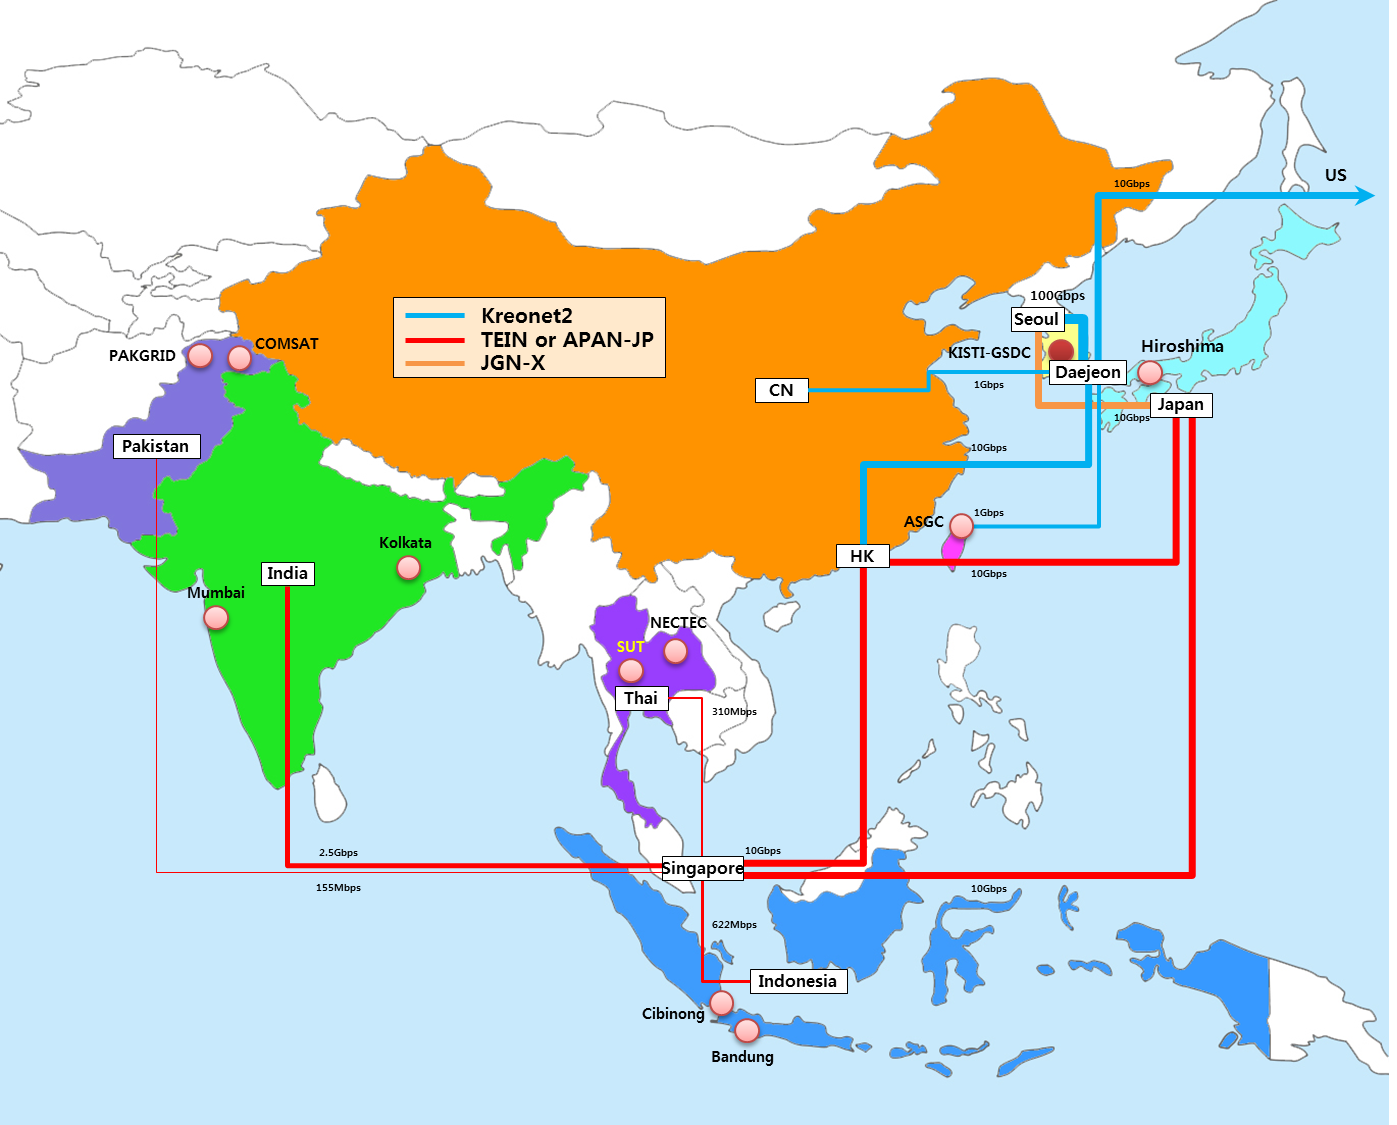 US
10Gbps
100Gbps
Seoul
Kreonet2
TEIN or APAN-JP
JGN-X
COMSAT
PAKGRID
KISTI-GSDC
Hiroshima
Daejeon
CN
1Gbps
Japan
10Gbps
Pakistan
10Gbps
ASGC
1Gbps
Kolkata
HK
India
10Gbps
Mumbai
NECTEC
SUT
Thai
310Mbps
2.5Gbps
10Gbps
Singapore
155Mbps
10Gbps
622Mbps
Indonesia
Cibinong
Bandung